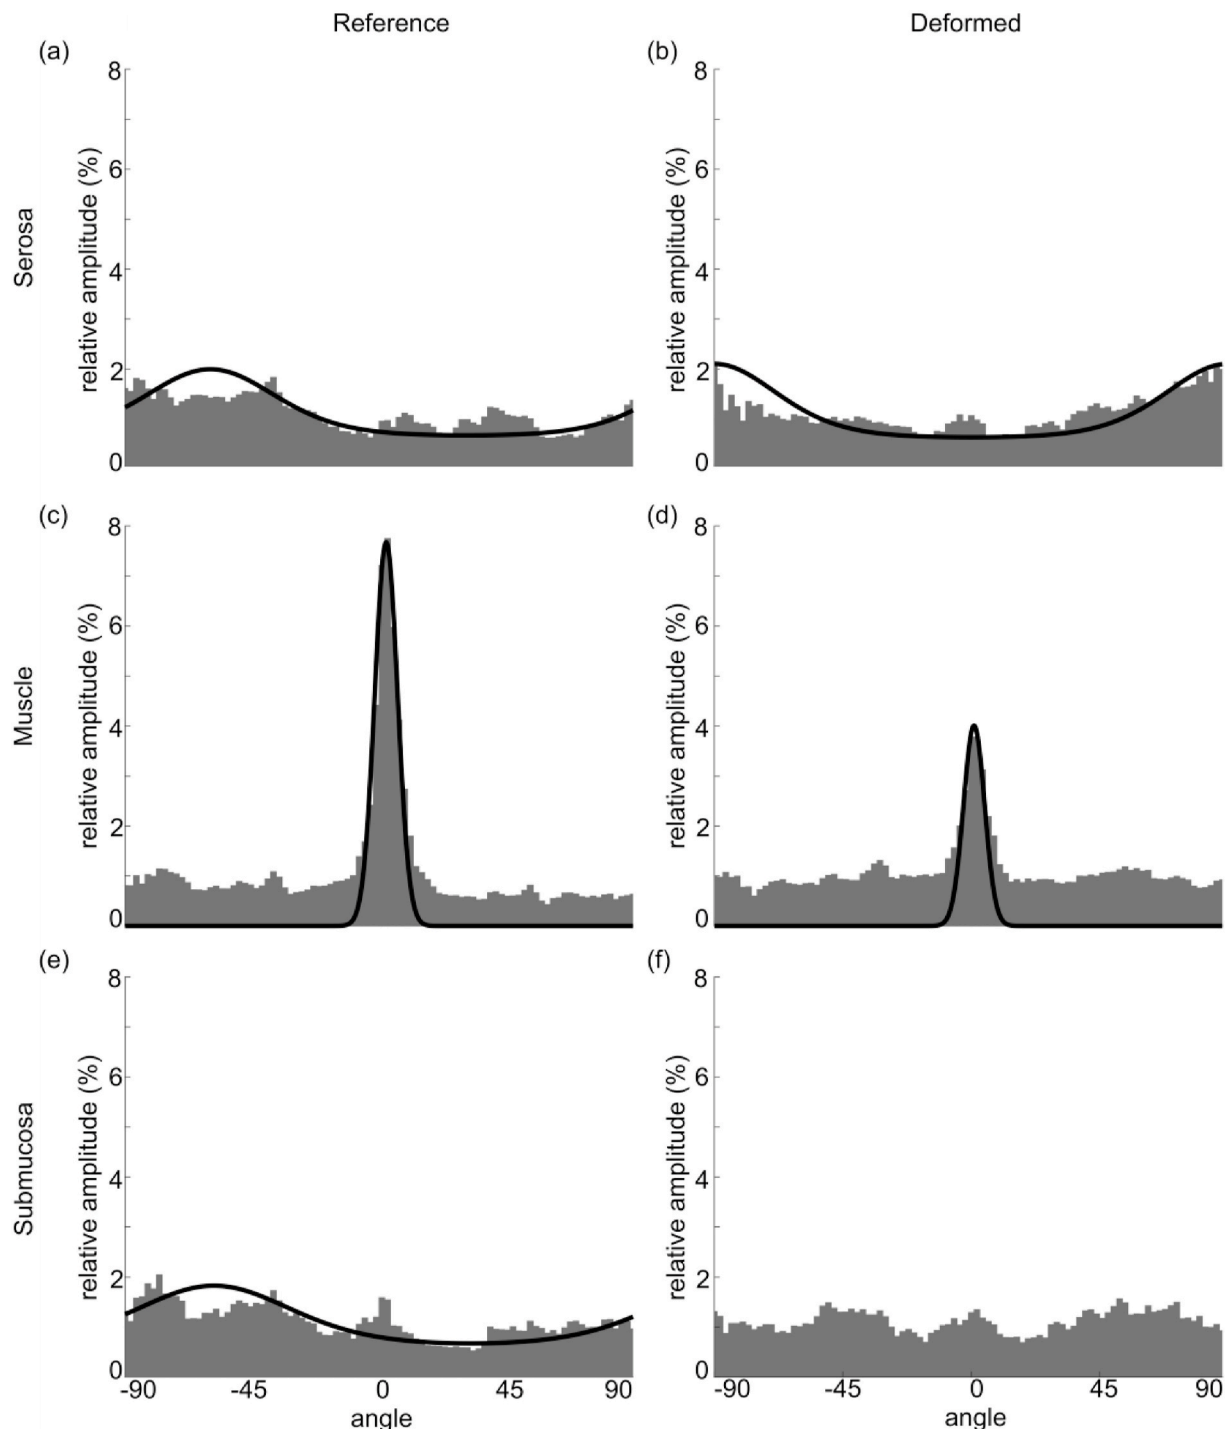 Reference
Deformed
(a)
(b)
8
6
4
2
0
relative amplitude (%)
Serosa
8
6
4
2
0
relative amplitude (%)
(c)
(d)
8
6
4
2
0
relative amplitude (%)
Muscle
8
6
4
2
0
relative amplitude (%)
(e)
(f)
8
6
4
2
0
relative amplitude (%)
Submucosa
-90 -45 0 45 90
angle
8
6
4
2
0
relative amplitude (%)
-90 -45 0 45 90
angle